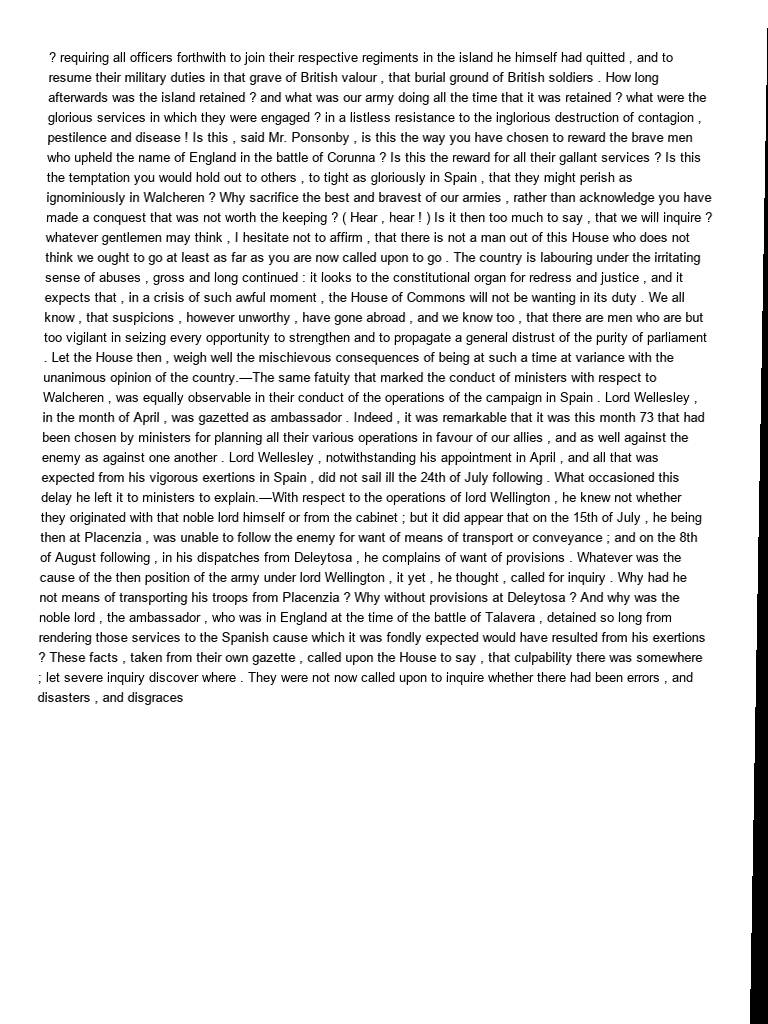 ? requiring all officers forthwith to join their respective regiments in the island he himself had quitted , and to
resume their military duties in that grave of British valour , that burial ground of British soldiers . How long
afterwards was the island retained ? and what was our army doing all the time that it was retained ? what were the
glorious services in which they were engaged ? in a listless resistance to the inglorious destruction of contagion ,
pestilence and disease ! Is this , said Mr. Ponsonby , is this the way you have chosen to reward the brave men
who upheld the name of England in the battle of Corunna ? Is this the reward for all their gallant services ? Is this
the temptation you would hold out to others , to tight as gloriously in Spain , that they might perish as
ignominiously in Walcheren ? Why sacrifice the best and bravest of our armies , rather than acknowledge you have
made a conquest that was not worth the keeping ? ( Hear , hear ! ) Is it then too much to say , that we will inquire ?
whatever gentlemen may think , I hesitate not to affirm , that there is not a man out of this House who does not
think we ought to go at least as far as you are now called upon to go . The country is labouring under the irritating
sense of abuses , gross and long continued : it looks to the constitutional organ for redress and justice , and it
expects that , in a crisis of such awful moment , the House of Commons will not be wanting in its duty . We all
know , that suspicions , however unworthy , have gone abroad , and we know too , that there are men who are but
too vigilant in seizing every opportunity to strengthen and to propagate a general distrust of the purity of parliament
. Let the House then , weigh well the mischievous consequences of being at such a time at variance with the
unanimous opinion of the country.—The same fatuity that marked the conduct of ministers with respect to
Walcheren , was equally observable in their conduct of the operations of the campaign in Spain . Lord Wellesley ,
in the month of April , was gazetted as ambassador . Indeed , it was remarkable that it was this month 73 that had
been chosen by ministers for planning all their various operations in favour of our allies , and as well against the
enemy as against one another . Lord Wellesley , notwithstanding his appointment in April , and all that was
expected from his vigorous exertions in Spain , did not sail ill the 24th of July following . What occasioned this
delay he left it to ministers to explain.—With respect to the operations of lord Wellington , he knew not whether
they originated with that noble lord himself or from the cabinet ; but it did appear that on the 15th of July , he being
then at Placenzia , was unable to follow the enemy for want of means of transport or conveyance ; and on the 8th
of August following , in his dispatches from Deleytosa , he complains of want of provisions . Whatever was the
cause of the then position of the army under lord Wellington , it yet , he thought , called for inquiry . Why had he
not means of transporting his troops from Placenzia ? Why without provisions at Deleytosa ? And why was the
noble lord , the ambassador , who was in England at the time of the battle of Talavera , detained so long from
rendering those services to the Spanish cause which it was fondly expected would have resulted from his exertions
? These facts , taken from their own gazette , called upon the House to say , that culpability there was somewhere
; let severe inquiry discover where . They were not now called upon to inquire whether there had been errors , and
disasters , and disgraces